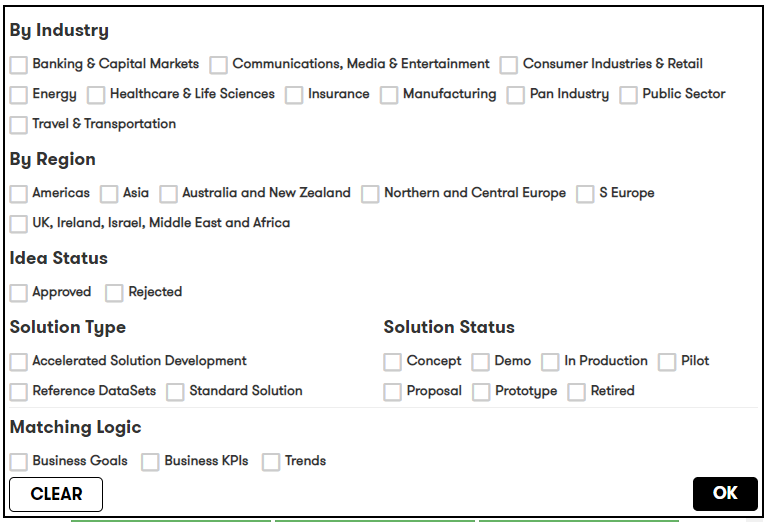 By Industry
Banking & Capital Markets Communications, Media & Entertainment Consumer Industries & Retail
Energy Healthcare & Life Sciences Insurance Manufacturing Pan Industry Public Sector
Travel & Transportation
By Region
Americas Asia Australia and New Zealand Northern and Central Europe S Europe
UK, Ireland, Israel, Middle East and Africa
Idea Status
Approved Rejected
Solution Type
Accelerated Solution Development
Reference DataSets Standard Solution
Solution Status
Concept Demo In Production Pilot
Proposal Prototype Retired
Matching Logic
Business Goals Business KPIs Trends
CLEAR OK